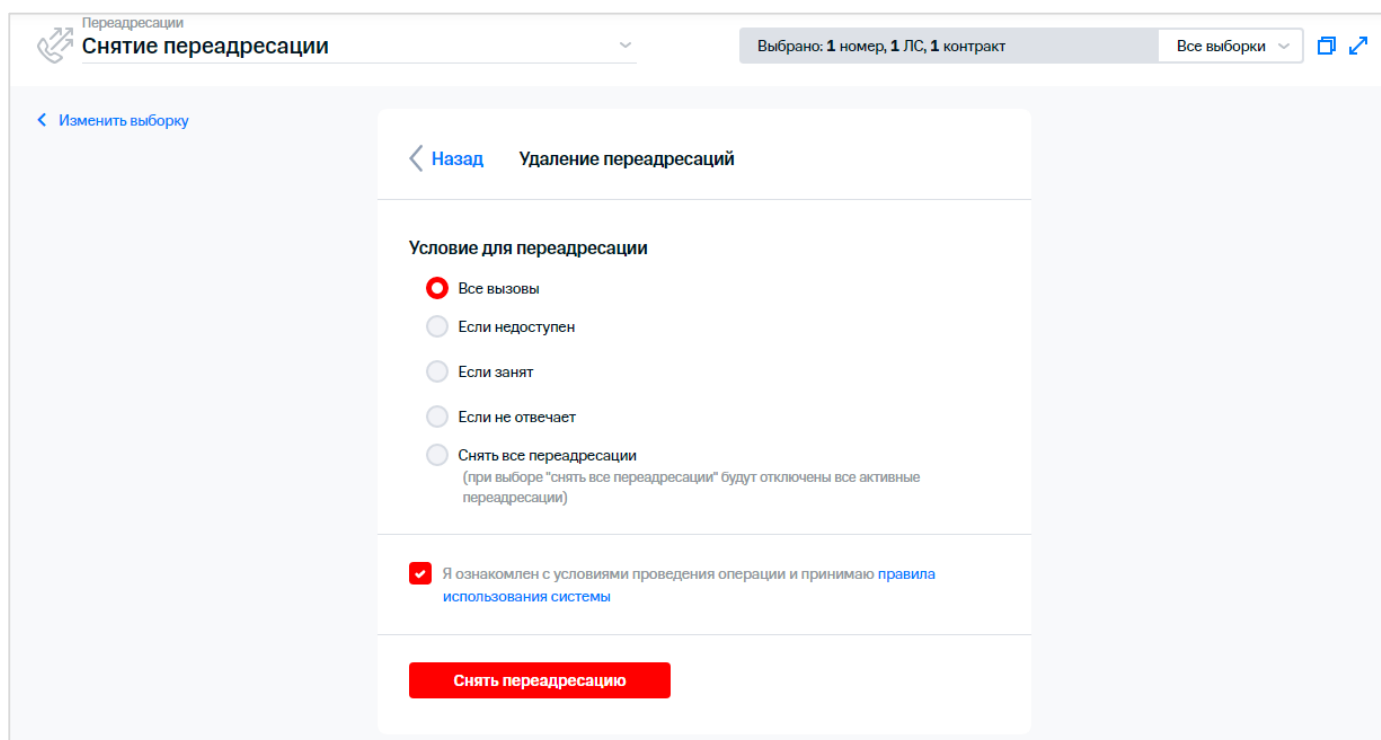 Переадресации
Снятие переадресации
Выбрано: 1 номер, 1 ЛС, 1 контракт
Все выборки
Изменить выборку
Назад
Удаление переадресаций
Условие для переадресации
Все вызовы
Если недоступен
Если занят
Если не отвечает
Снять все переадресации
(при выборе "снять все переадресации" будут отключены все активные
переадресации)
Я ознакомлен с условиями проведения операции и принимаю правила
использования системы
Снять переадресацию